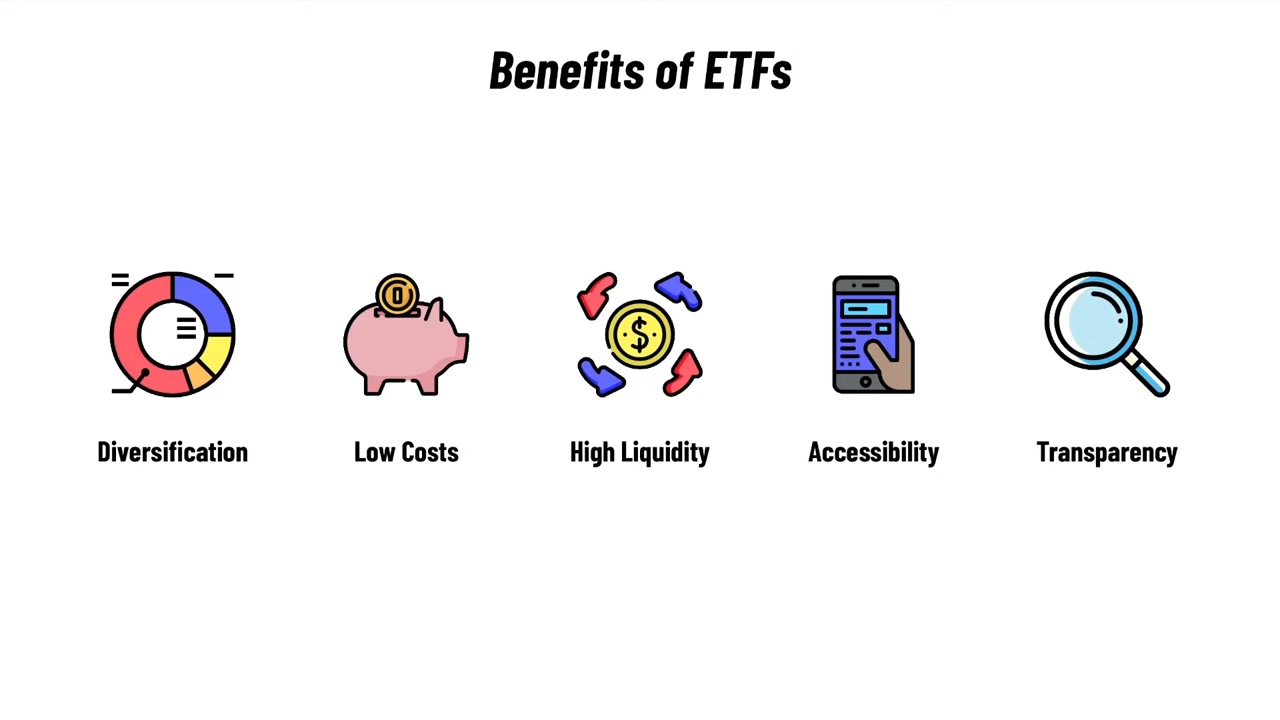 Benefits of ETFs
Diversification
Low Costs
High Liquidity
Accessibility
Transparency